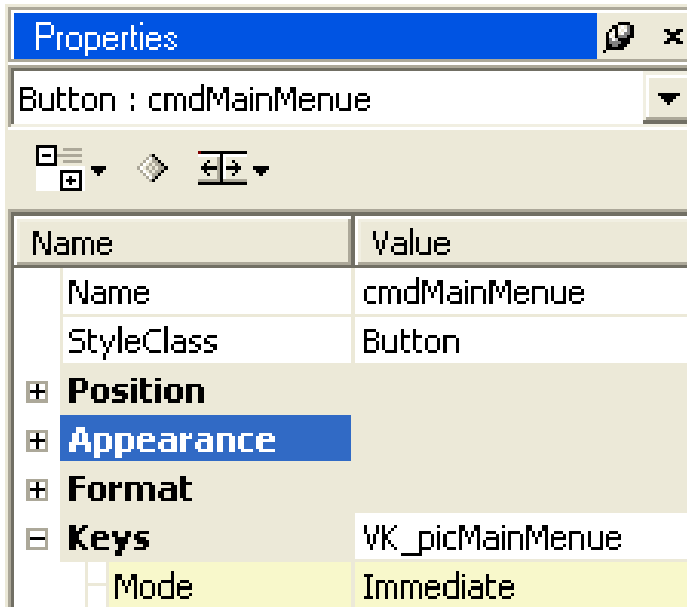 Properties
Button : cmdMainMenue
Name Value
Name cmdMainMenue
StyleClass Button
Position
Appearance
Format
Keys VK_picMainMenue
Mode Immediate